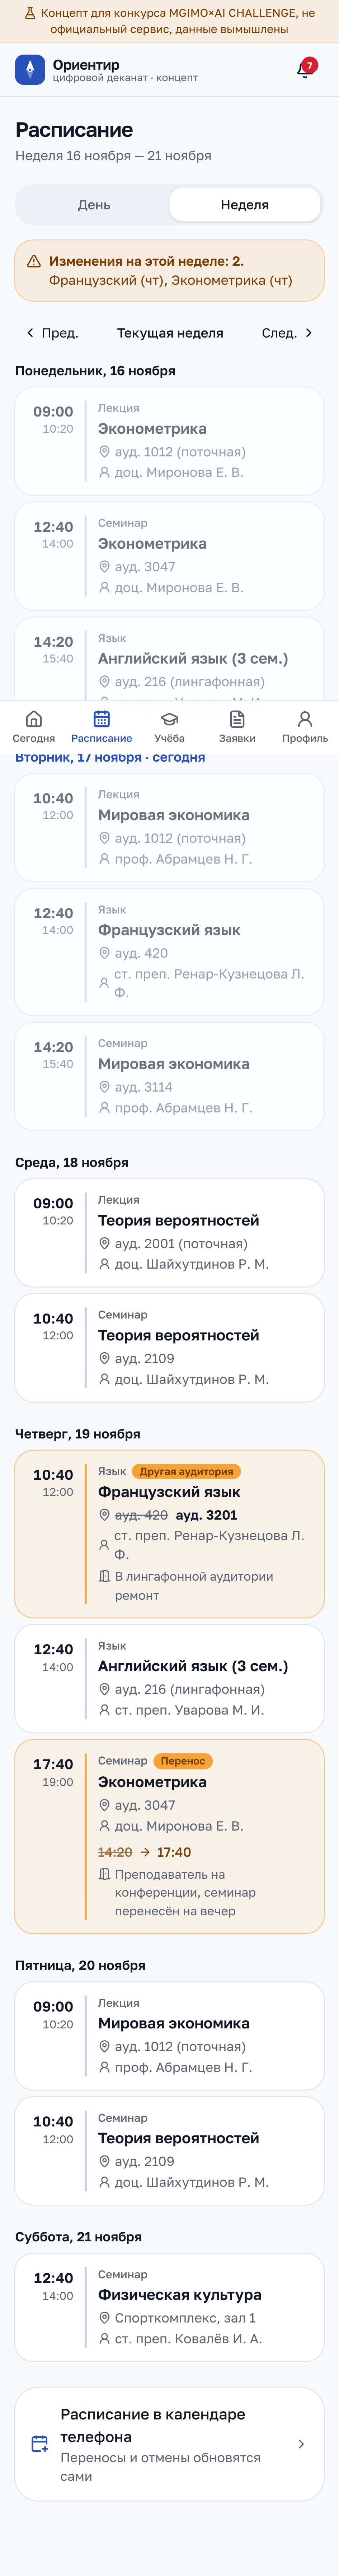 Концепт для конкурса MGIMO×AI CHALLENGE, не
официальный сервис, данные вымышлены
Ориентир
цифровой деканат · концепт
7
Расписание
Неделя 16 ноября — 21 ноября
День
Неделя
Изменения на этой неделе: 2.
Французский (чт), Эконометрика (чт)
Пред.
Текущая неделя
След.
Понедельник, 16 ноября
09:00
10:20
Лекция
Эконометрика
ауд. 1012 (поточная)
доц. Миронова Е. В.
12:40
14:00
Семинар
Эконометрика
ауд. 3047
доц. Миронова Е. В.
14:20
15:40
Язык
Английский язык (3 сем.)
ауд. 216 (лингафонная)
Сегодня
Расписание
Учёба
Заявки
Профиль
Вторник, 17 ноября · сегодня
10:40
12:00
Лекция
Мировая экономика
ауд. 1012 (поточная)
проф. Абрамцев Н. Г.
12:40
14:00
Язык
Французский язык
ауд. 420
ст. преп. Ренар-Кузнецова Л.
Ф.
14:20
15:40
Семинар
Мировая экономика
ауд. 3114
проф. Абрамцев Н. Г.
Среда, 18 ноября
09:00
10:20
Лекция
Теория вероятностей
ауд. 2001 (поточная)
доц. Шайхутдинов Р. М.
10:40
12:00
Семинар
Теория вероятностей
ауд. 2109
доц. Шайхутдинов Р. М.
Четверг, 19 ноября
10:40
12:00
Язык Другая аудитория
Французский язык
ауд. 420 ауд. 3201
ст. преп. Ренар-Кузнецова Л.
Ф.
В лингафонной аудитории
ремонт
12:40
14:00
Язык
Английский язык (3 сем.)
ауд. 216 (лингафонная)
ст. преп. Уварова М. И.
17:40
19:00
Семинар Перенос
Эконометрика
ауд. 3047
доц. Миронова Е. В.
14:20 → 17:40
Преподаватель на
конференции, семинар
перенесён на вечер
Пятница, 20 ноября
09:00
10:20
Лекция
Мировая экономика
ауд. 1012 (поточная)
проф. Абрамцев Н. Г.
10:40
12:00
Семинар
Теория вероятностей
ауд. 2109
доц. Шайхутдинов Р. М.
Суббота, 21 ноября
12:40
14:00
Семинар
Физическая культура
Спорткомплекс, зал 1
ст. преп. Ковалёв И. А.
Расписание в календаре
телефона
Переносы и отмены обновятся
сами